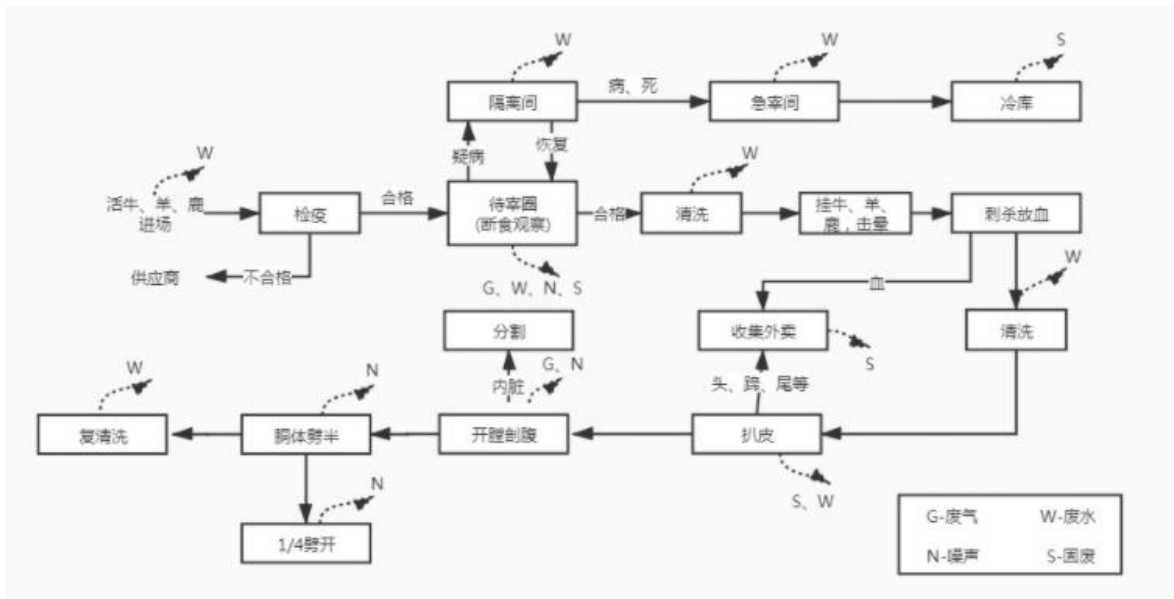 W
W
S
隔离间
病、死
急宰间
冷库
疑病
恢复
W
W
活牛、羊、鹿
进场
检疫
合格
待宰圈
(断食观察)
合格
清洗
挂牛、羊、
鹿，击晕
刺杀放血
供应商
不合格
G、W、N、S
血
W
分割
收集外卖
清洗
S
W
N
内脏
G、N
头、蹄、尾等
复清洗
胴体劈半
开膛剖腹
扒皮
N
S、W
1/4劈开
G-废气
W-废水
N-噪声
S-固废